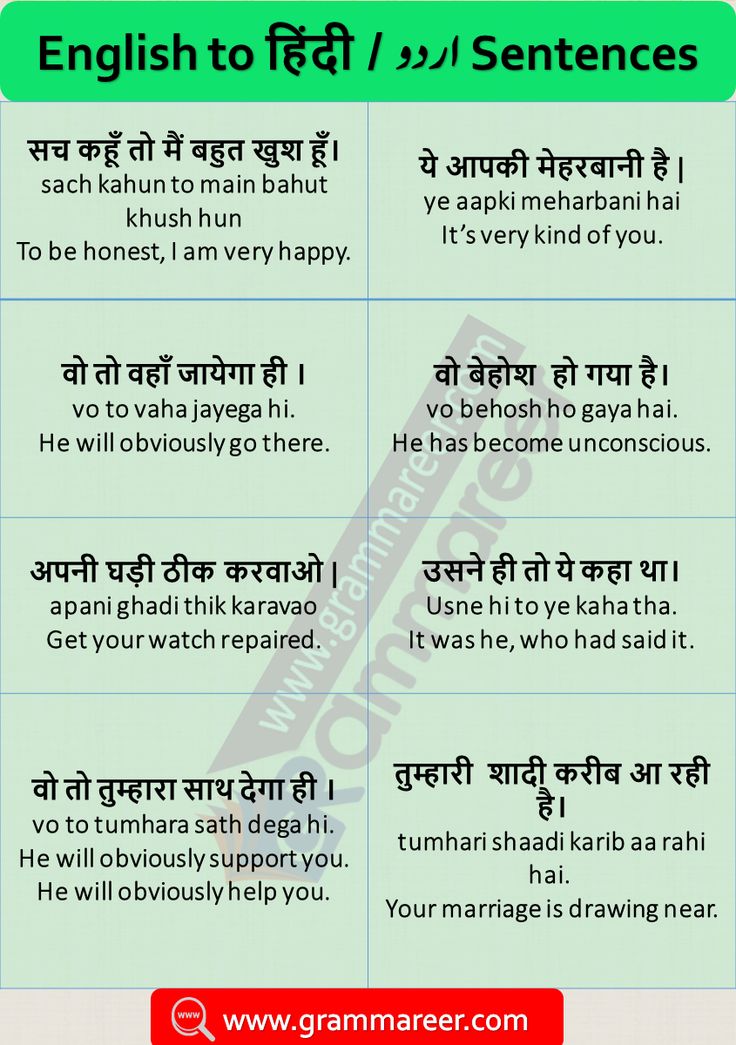 English to हिंदी / اردو Sentences
सच कहूँ तो मैं बहुत खुश हूँ।
sach kahun to main bahut
khush hun
To be honest, I am very happy.
ये आपकी मेहरबानी है |
ye aapki meharbani hai
It’s very kind of you.
वो तो वहाँ जायेगा ही ।
vo to vaha jayega hi.
He will obviously go there.
वो बेहोश हो गया है।
vo behosh ho gaya hai.
He has become unconscious.
अपनी घड़ी ठीक करवाओ |
apani ghadi thik karavao
Get your watch repaired.
उसने ही तो ये कहा था।
Usne hi to ye kaha tha.
It was he, who had said it.
वो तो तुम्हारा साथ देगा ही ।
vo to tumhara sath dega hi.
He will obviously support you.
He will obviously help you.
तुम्हारी शादी करीब आ रही
है।
tumhari shaadi karib aa rahi
hai.
Your marriage is drawing near.
www.grammareer.com
GRammareer
www
www.grammareer.com